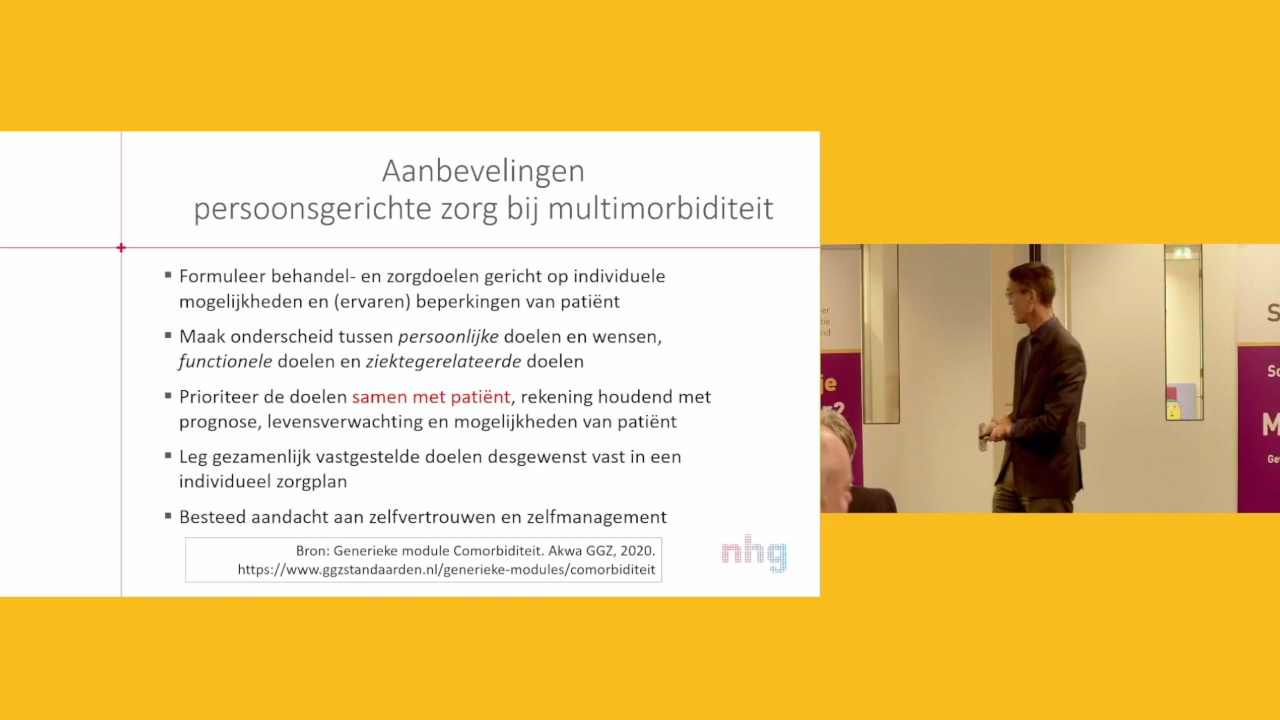 Aanbevelingen
persoonsgerichte zorg bij multimorbiditeit
▪ Formuleer behandel- en zorgdoelen gericht op individuele
mogelijkheden en (ervaren) beperkingen van patiënt
▪ Maak onderscheid tussen persoonlijke doelen en wensen,
functionele doelen en ziektegerelateerde doelen
▪ Prioriteer de doelen samen met patiënt, rekening houdend met
prognose, levensverwachting en mogelijkheden van patiënt
▪ Leg gezamenlijk vastgestelde doelen desgewenst vast in een
individueel zorgplan
▪ Besteed aandacht aan zelfvertrouwen en zelfmanagement
Bron: Generieke module Comorbiditeit. Akwa GGZ, 2020.
https://www.ggzstandaarden.nl/generieke-modules/comorbiditeit
nhg